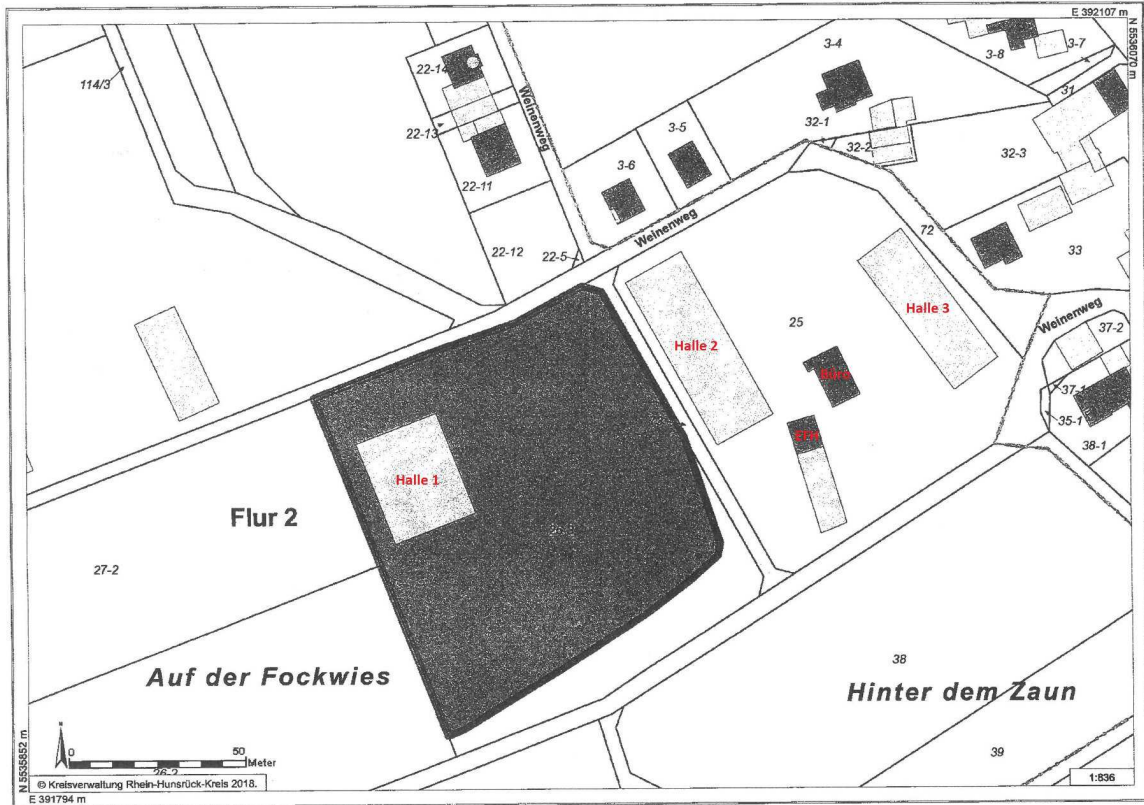 E 392107 m
N 5536070 m
114/3
22-14
22-13
22-11
22-12
22-5
Weinenweg
3-4
3-8
3-7
31
3-5
3-6
32-1
32-2
32-3
Weinenweg
72
33
Halle 2
25
Halle 3
Büro
EFH
Weinenweg
37-2
37-1
35-1
38-1
Halle 1
Flur 2
27-2
Auf der Fockwies
38
Hinter dem Zaun
39
0
50
Meter
26-2
© Kreisverwaltung Rhein-Hunsrück-Kreis 2018.
1:836
N 5535852 m
E 391794 m